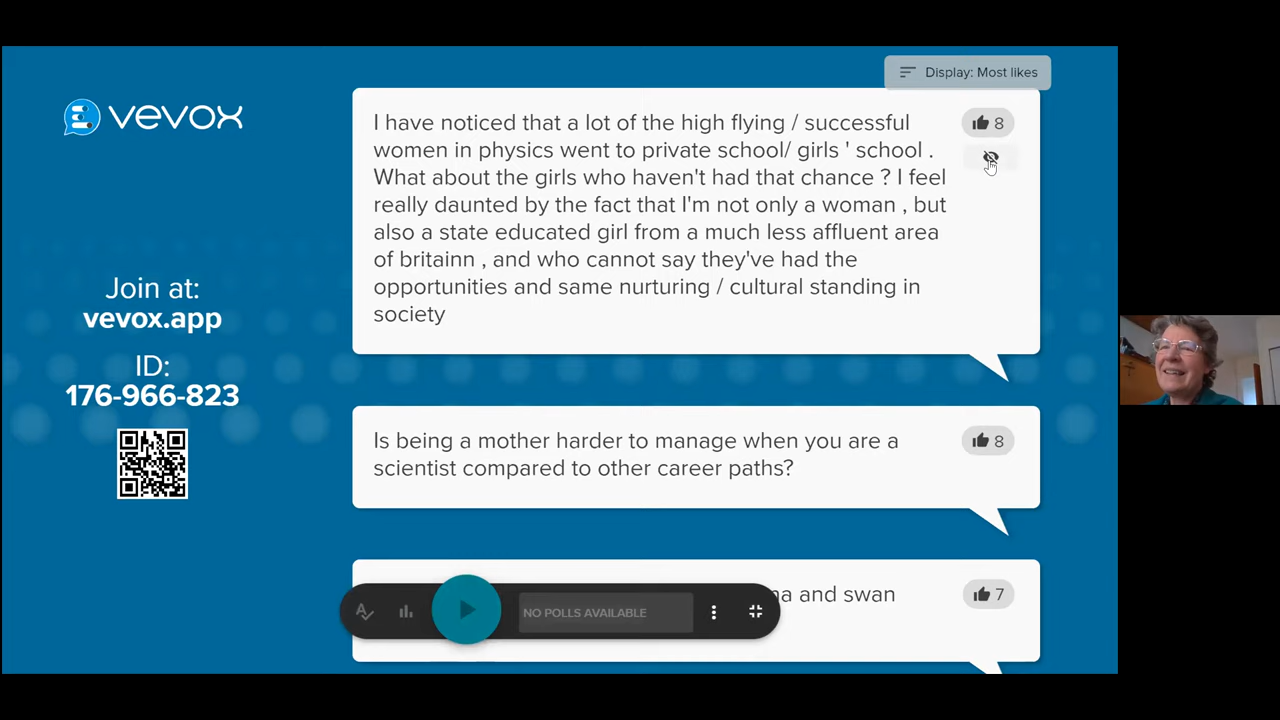 Display: Most likes
vevox
I have noticed that a lot of the high flying / successful
women in physics went to private school/ girls ' school .
What about the girls who haven't had that chance ? I feel
really daunted by the fact that I'm not only a woman , but
also a state educated girl from a much less affluent area
of britainn , and who cannot say they've had the
opportunities and same nurturing / cultural standing in
society
8
Join at:
vevox.app
ID:
176-966-823
Is being a mother harder to manage when you are a
scientist compared to other career paths?
8
and swan
7
NO POLLS AVAILABLE